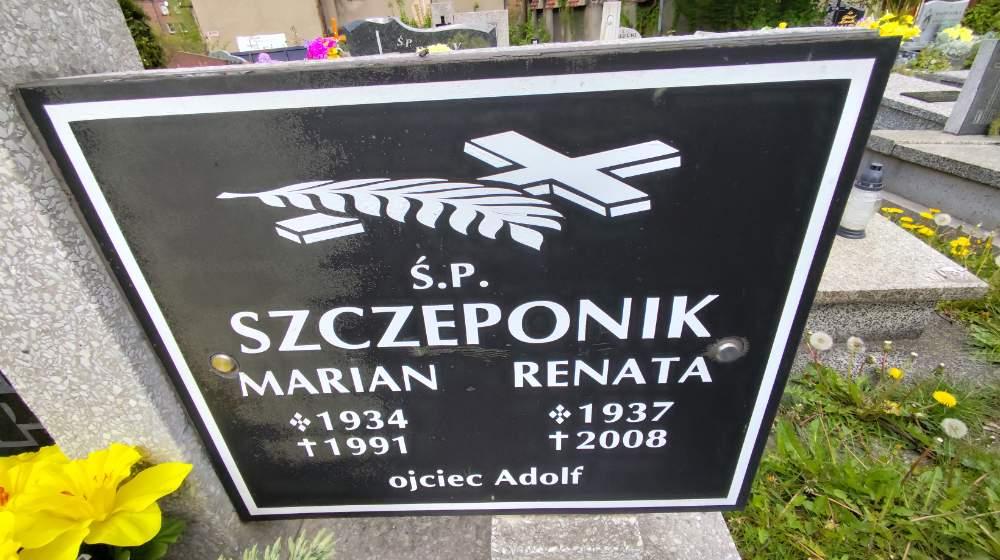 Ś.P.
SZCZEPONIK
MARIAN RENATA
1934 1937
†1991 †2008
ojciec Adolf